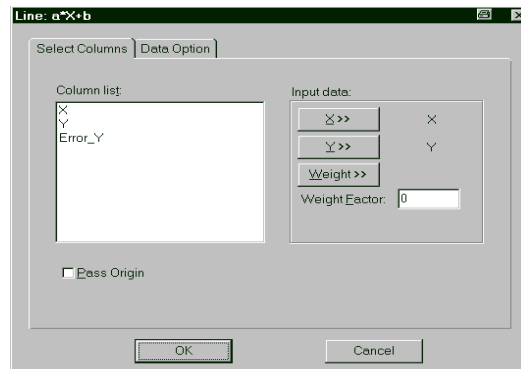 Line: a*X+b
Select Columns
Data Option
Column list:
X
Y
Error_Y
Input data:
X >>
X
Y >>
Y
Weight >>
Weight Factor:
0
Pass Origin
OK
Cancel